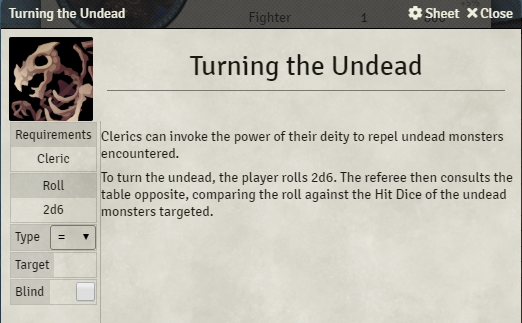 Turning the Undead
Sheet
Close
Fighter
1
Turning the Undead
Requirements
Cleric
Roll
2d6
Type
=
Target
Blind
Clerics can invoke the power of their deity to repel undead monsters
encountered.
To turn the undead, the player rolls 2d6. The referee then consults the
table opposite, comparing the roll against the Hit Dice of the undead
monsters targeted.